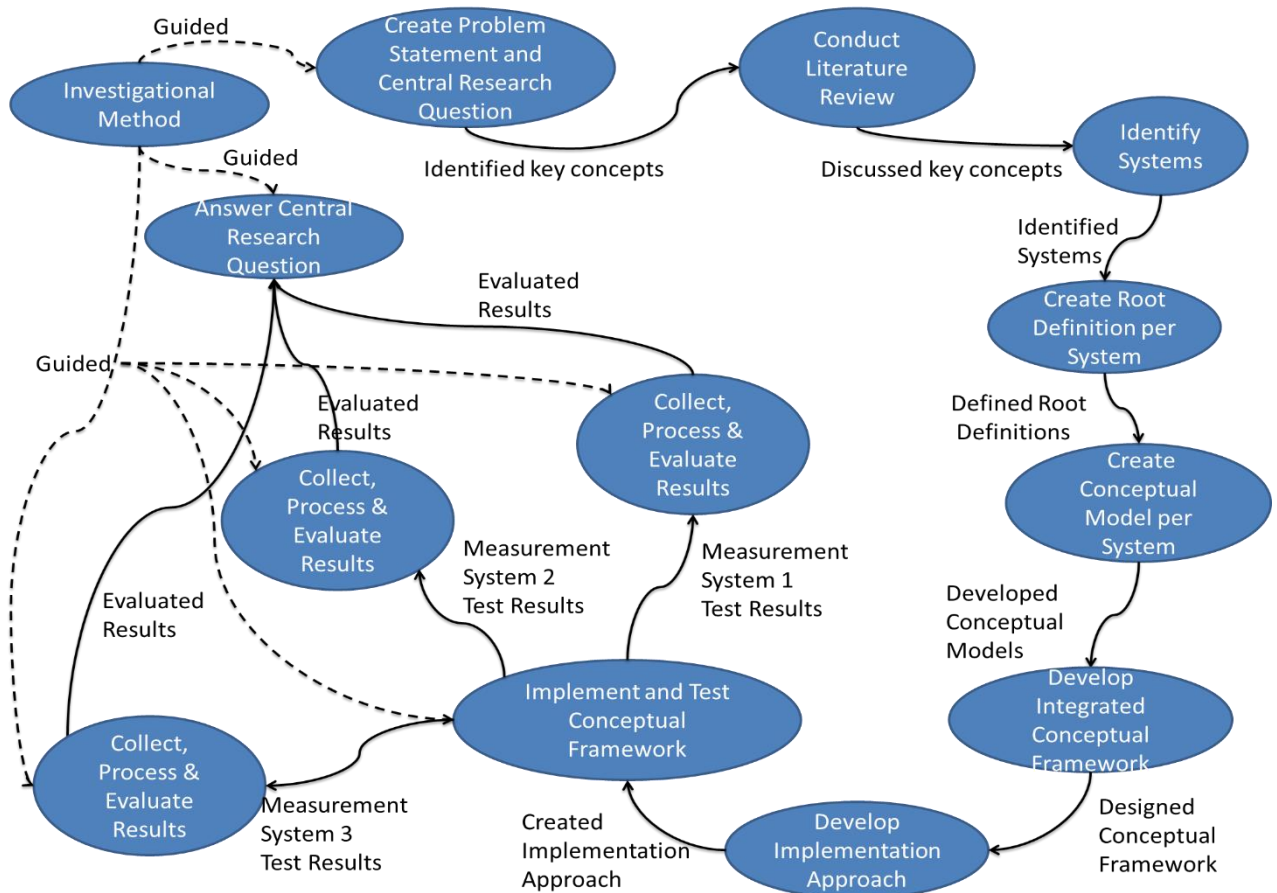 Guided
Create Problem
Statement and
Central Research
Question
Conduct
Literature
Review
Investigational
Method
Identify
Systems
Guided
Identified key concepts
Discussed key concepts
Answer Central
Research
Question
Identified
Systems
Evaluated
Results
Create Root
Definition per
System
Guided
Evaluated
Results
Collect,
Process &
Evaluate
Results
Defined Root
Definitions
Collect,
Process &
Evaluate
Results
Create
Conceptual
Model per
System
Measurement
System 2
Test Results
Measurement
System 1
Test Results
Evaluated
Results
Developed
Conceptual
Models
Implement and Test
Conceptual
Framework
Develop
Integrated
Conceptual
Framework
Collect,
Process &
Evaluate
Results
Measurement
System 3
Test Results
Created
Implementation
Approach
Develop
Implementation
Approach
Designed
Conceptual
Framework